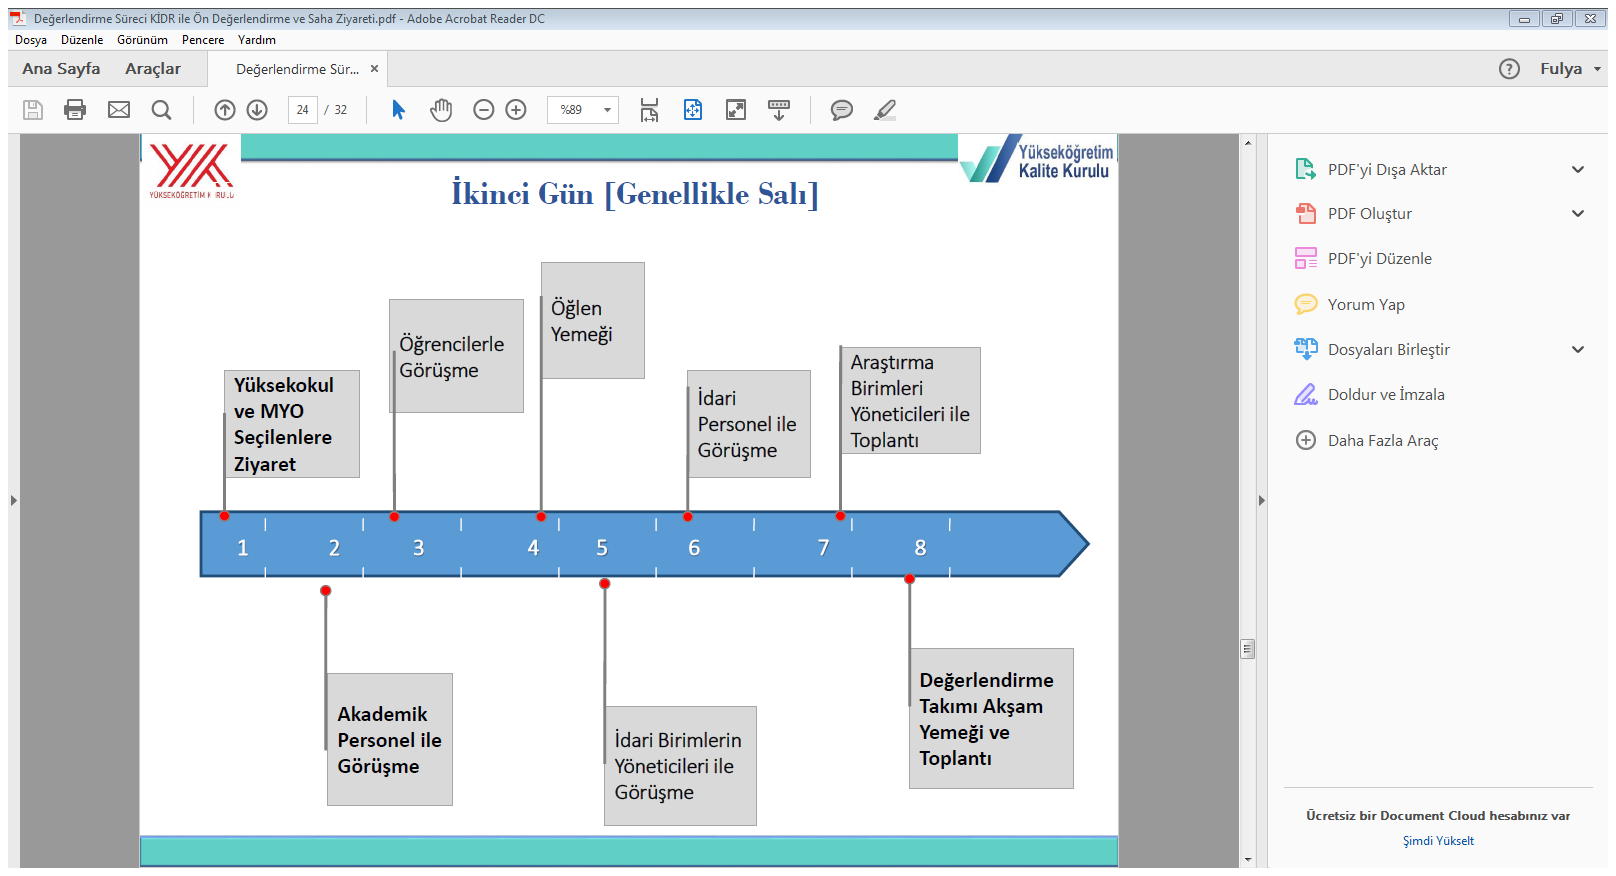 Değerlendirme Süreci KİDR ile Ön Değerlendirme ve Saha Ziyareti.pdf - Adobe Acrobat Reader DC
Dosya Düzenle Görünüm Pencere Yardım
Ana Sayfa Araçlar Değerlendirme Sür... ×
? Fulya
24 / 32 %89
YÜKSEKÖĞRETİM KURULU
Yükseköğretim
Kalite Kurulu
İkinci Gün [Genellikle Salı]
Yüksekokul
ve MYO
Seçilenlere
Ziyaret
Öğrencilerle
Görüşme
Öğlen
Yemeği
İdari
Personel ile
Görüşme
Araştırma
Birimleri
Yöneticileri ile
Toplantı
1 2 3 4 5 6 7 8
Akademik
Personel ile
Görüşme
İdari Birimlerin
Yöneticileri ile
Görüşme
Değerlendirme
Takımı Akşam
Yemeği ve
Toplantı
PDF'yi Dışa Aktar
PDF Oluştur
PDF'yi Düzenle
Yorum Yap
Dosyaları Birleştir
Doldur ve İmzala
Daha Fazla Araç
Ücretsiz bir Document Cloud hesabınız var
Şimdi Yükselt